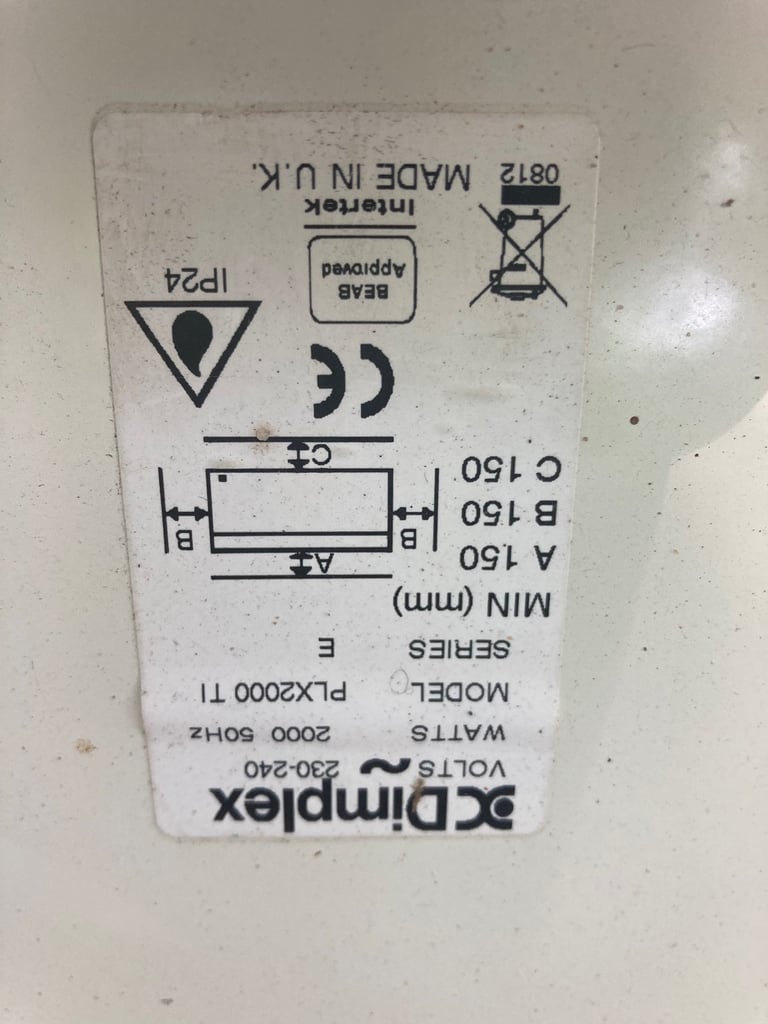 Dimplex
VOLTS ~ 230-240
WATTS 2000 50Hz
MODEL PLX2000 TI
SERIES E
MIN (mm)
A 150
B 150
C 150
A
B
B
C
CE
IP24
BEAB
Approved
Intertek
0812
MADE IN U.K.